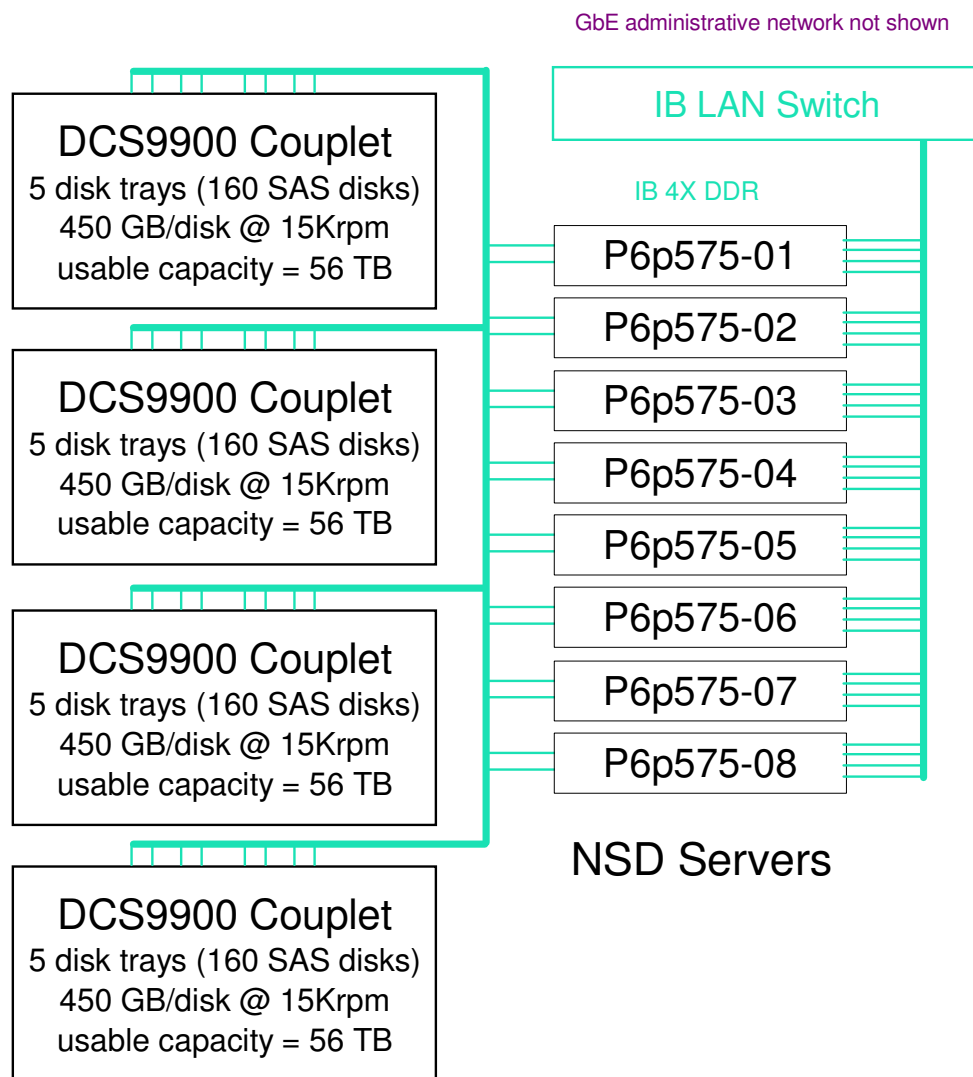 GbE administrative network not shown
IB LAN Switch
IB 4X DDR
DCS9900 Couplet
5 disk trays (160 SAS disks)
450 GB/disk @ 15Krpm
usable capacity = 56 TB
DCS9900 Couplet
5 disk trays (160 SAS disks)
450 GB/disk @ 15Krpm
usable capacity = 56 TB
DCS9900 Couplet
5 disk trays (160 SAS disks)
450 GB/disk @ 15Krpm
usable capacity = 56 TB
DCS9900 Couplet
5 disk trays (160 SAS disks)
450 GB/disk @ 15Krpm
usable capacity = 56 TB
P6p575-01
P6p575-02
P6p575-03
P6p575-04
P6p575-05
P6p575-06
P6p575-07
P6p575-08
NSD Servers